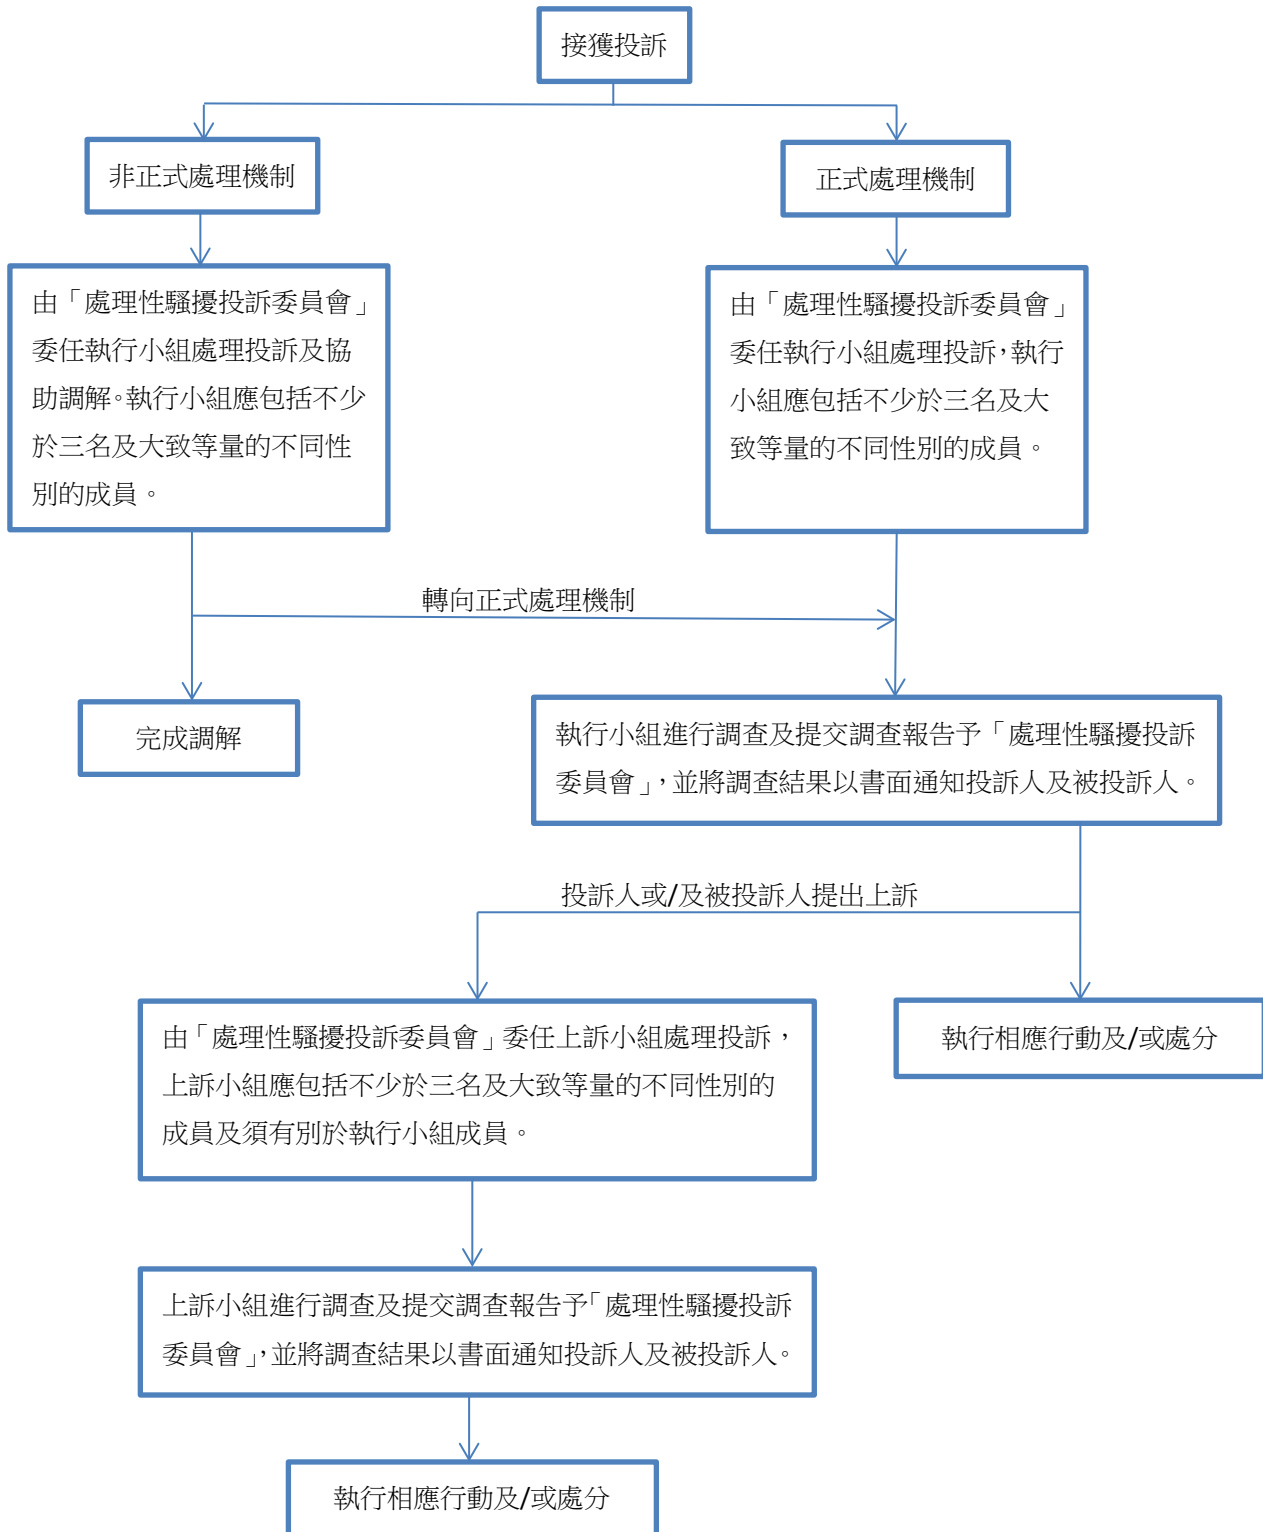 接獲投訴
非正式處理機制
正式處理機制
由「處理性騷擾投訴委員會」
委任執行小組處理投訴及協
助調解。執行小組應包括不少
於三名及大致等量的不同性
別的成員。
由「處理性騷擾投訴委員會」
委任執行小組處理投訴，執行
小組應包括不少於三名及大
致等量的不同性別的成員。
轉向正式處理機制
完成調解
執行小組進行調查及提交調查報告予「處理性騷擾投訴
委員會」，並將調查結果以書面通知投訴人及被投訴人。
投訴人或/及被投訴人提出上訴
由「處理性騷擾投訴委員會」委任上訴小組處理投訴，
上訴小組應包括不少於三名及大致等量的不同性別的
成員及須有別於執行小組成員。
執行相應行動及/或處分
上訴小組進行調查及提交調查報告予「處理性騷擾投訴
委員會」，並將調查結果以書面通知投訴人及被投訴人。
執行相應行動及/或處分